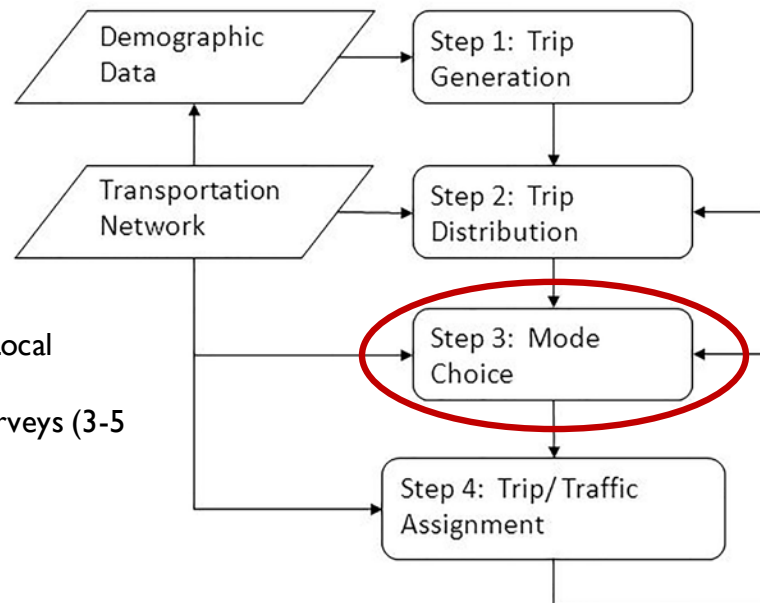 Demographic
Data
Step 1: Trip
Generation
Transportation
Network
Step 2: Trip
Distribution
ocal
rveys (3-5
Step 3: Mode
Choice
Step 4: Trip/ Traffic
Assignment